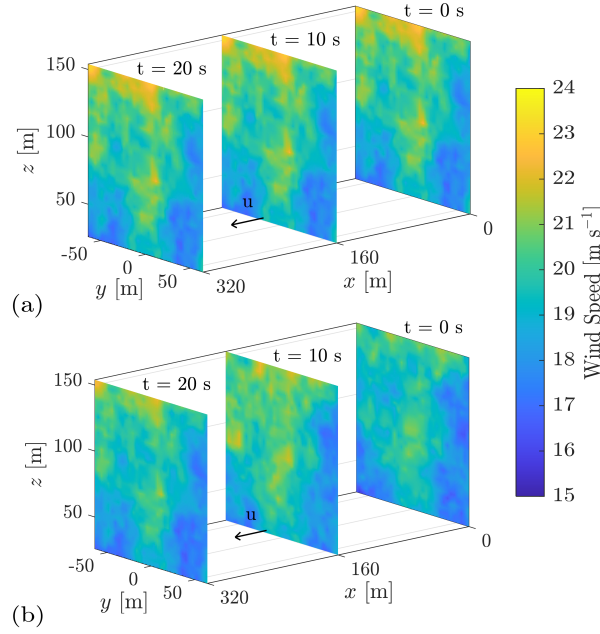 t = 0 s
t = 10 s
t = 20 s
150
100
50
z [m]
u
-50
0
50
y [m]
320
160
0
x [m]
(a)
24
23
22
21
20
19
18
17
16
15
Wind Speed [m s⁻¹]
t = 0 s
t = 10 s
t = 20 s
150
100
50
z [m]
u
-50
0
50
y [m]
320
160
0
x [m]
(b)